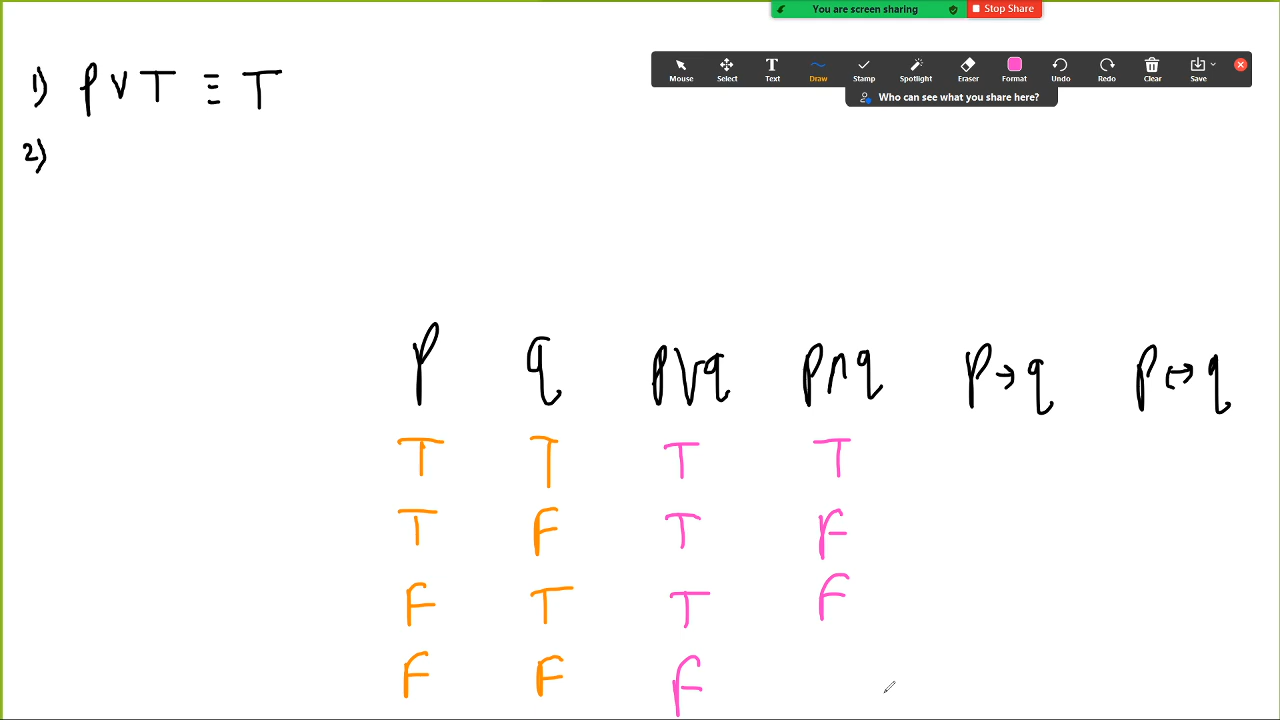 You are screen sharing Stop Share
1) P ∨ T ≡ T
Mouse Select Text Draw Stamp Spotlight Eraser Format Undo Redo Clear Save
Who can see what you share here?
2)
P q P∨q P∧q P→q P↔q
T T T T
T F T F
F T T F
F F F